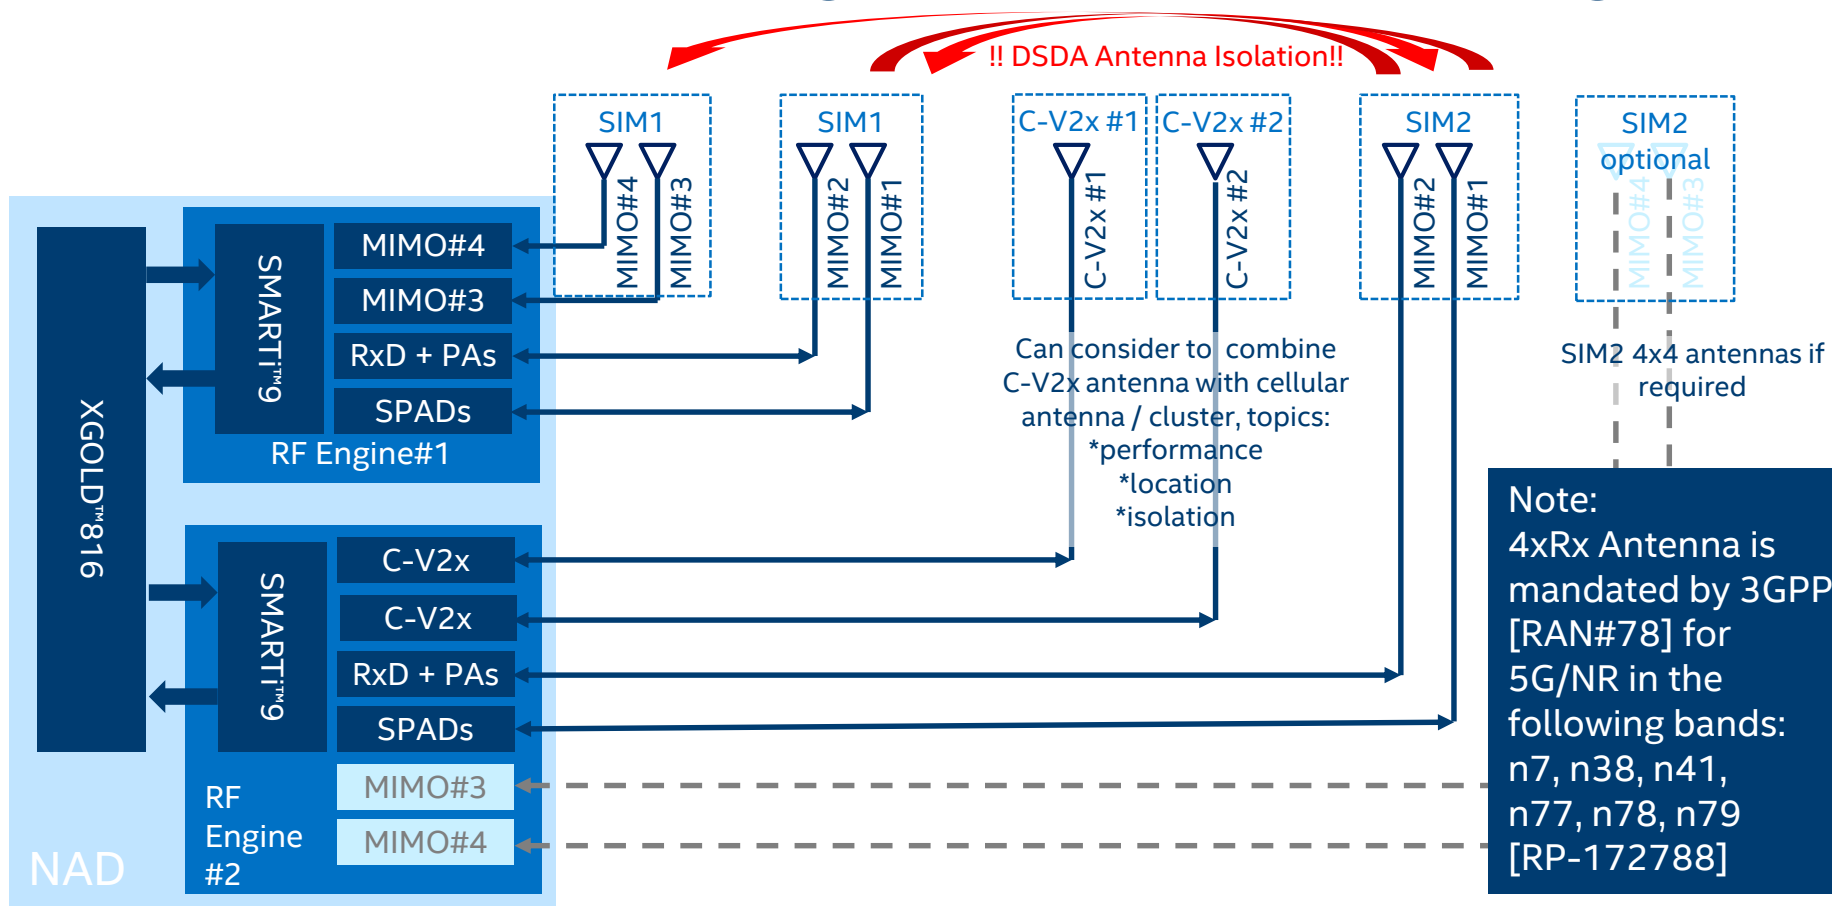 !! DSDA Antenna Isolation!!
SIM1
SIM1
C-V2x #1
C-V2x #2
SIM2
SIM2
optional
MIMO#4
MIMO#3
MIMO#2
MIMO#1
C-V2x #1
C-V2x #2
MIMO#2
MIMO#1
MIMO#4
MIMO#3
XGOLD™816
SMARTi™9
MIMO#4
MIMO#3
RxD + PAs
SPADs
RF Engine#1
Can consider to combine
C-V2x antenna with cellular
antenna / cluster, topics:
*performance
*location
*isolation
SIM2 4x4 antennas if
required
SMARTi™9
C-V2x
C-V2x
RxD + PAs
SPADs
MIMO#3
MIMO#4
RF
Engine
#2
NAD
Note:
4xRx Antenna is
mandated by 3GPP
[RAN#78] for
5G/NR in the
following bands:
n7, n38, n41,
n77, n78, n79
[RP-172788]